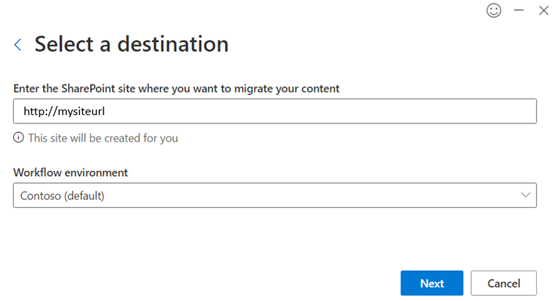 Select a destination
Enter the SharePoint site where you want to migrate your content
http://mysiteurl
This site will be created for you
Workflow environment
Contoso (default)
Next Cancel